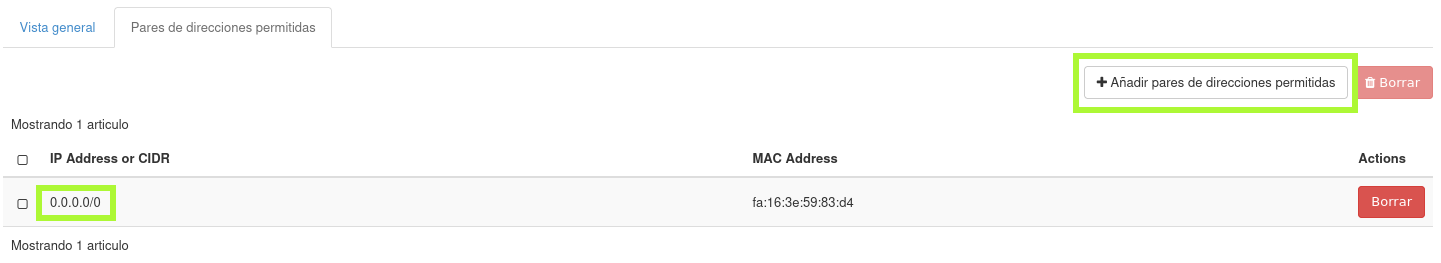 Vista general
Pares de direcciones permitidas
Añadir pares de direcciones permitidas
Borrar
Mostrando 1 articulo
IP Address or CIDR MAC Address Actions
0.0.0.0/0 fa:16:3e:59:83:d4 Borrar
Mostrando 1 articulo